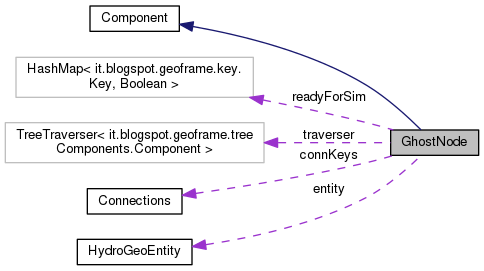 Component
HashMap< it.blogspot.geoframe.key.
Key, Boolean >
readyForSim
TreeTraverser< it.blogspot.geoframe.tree
Components.Component >
traverser
GhostNode
connKeys
Connections
entity
HydroGeoEntity